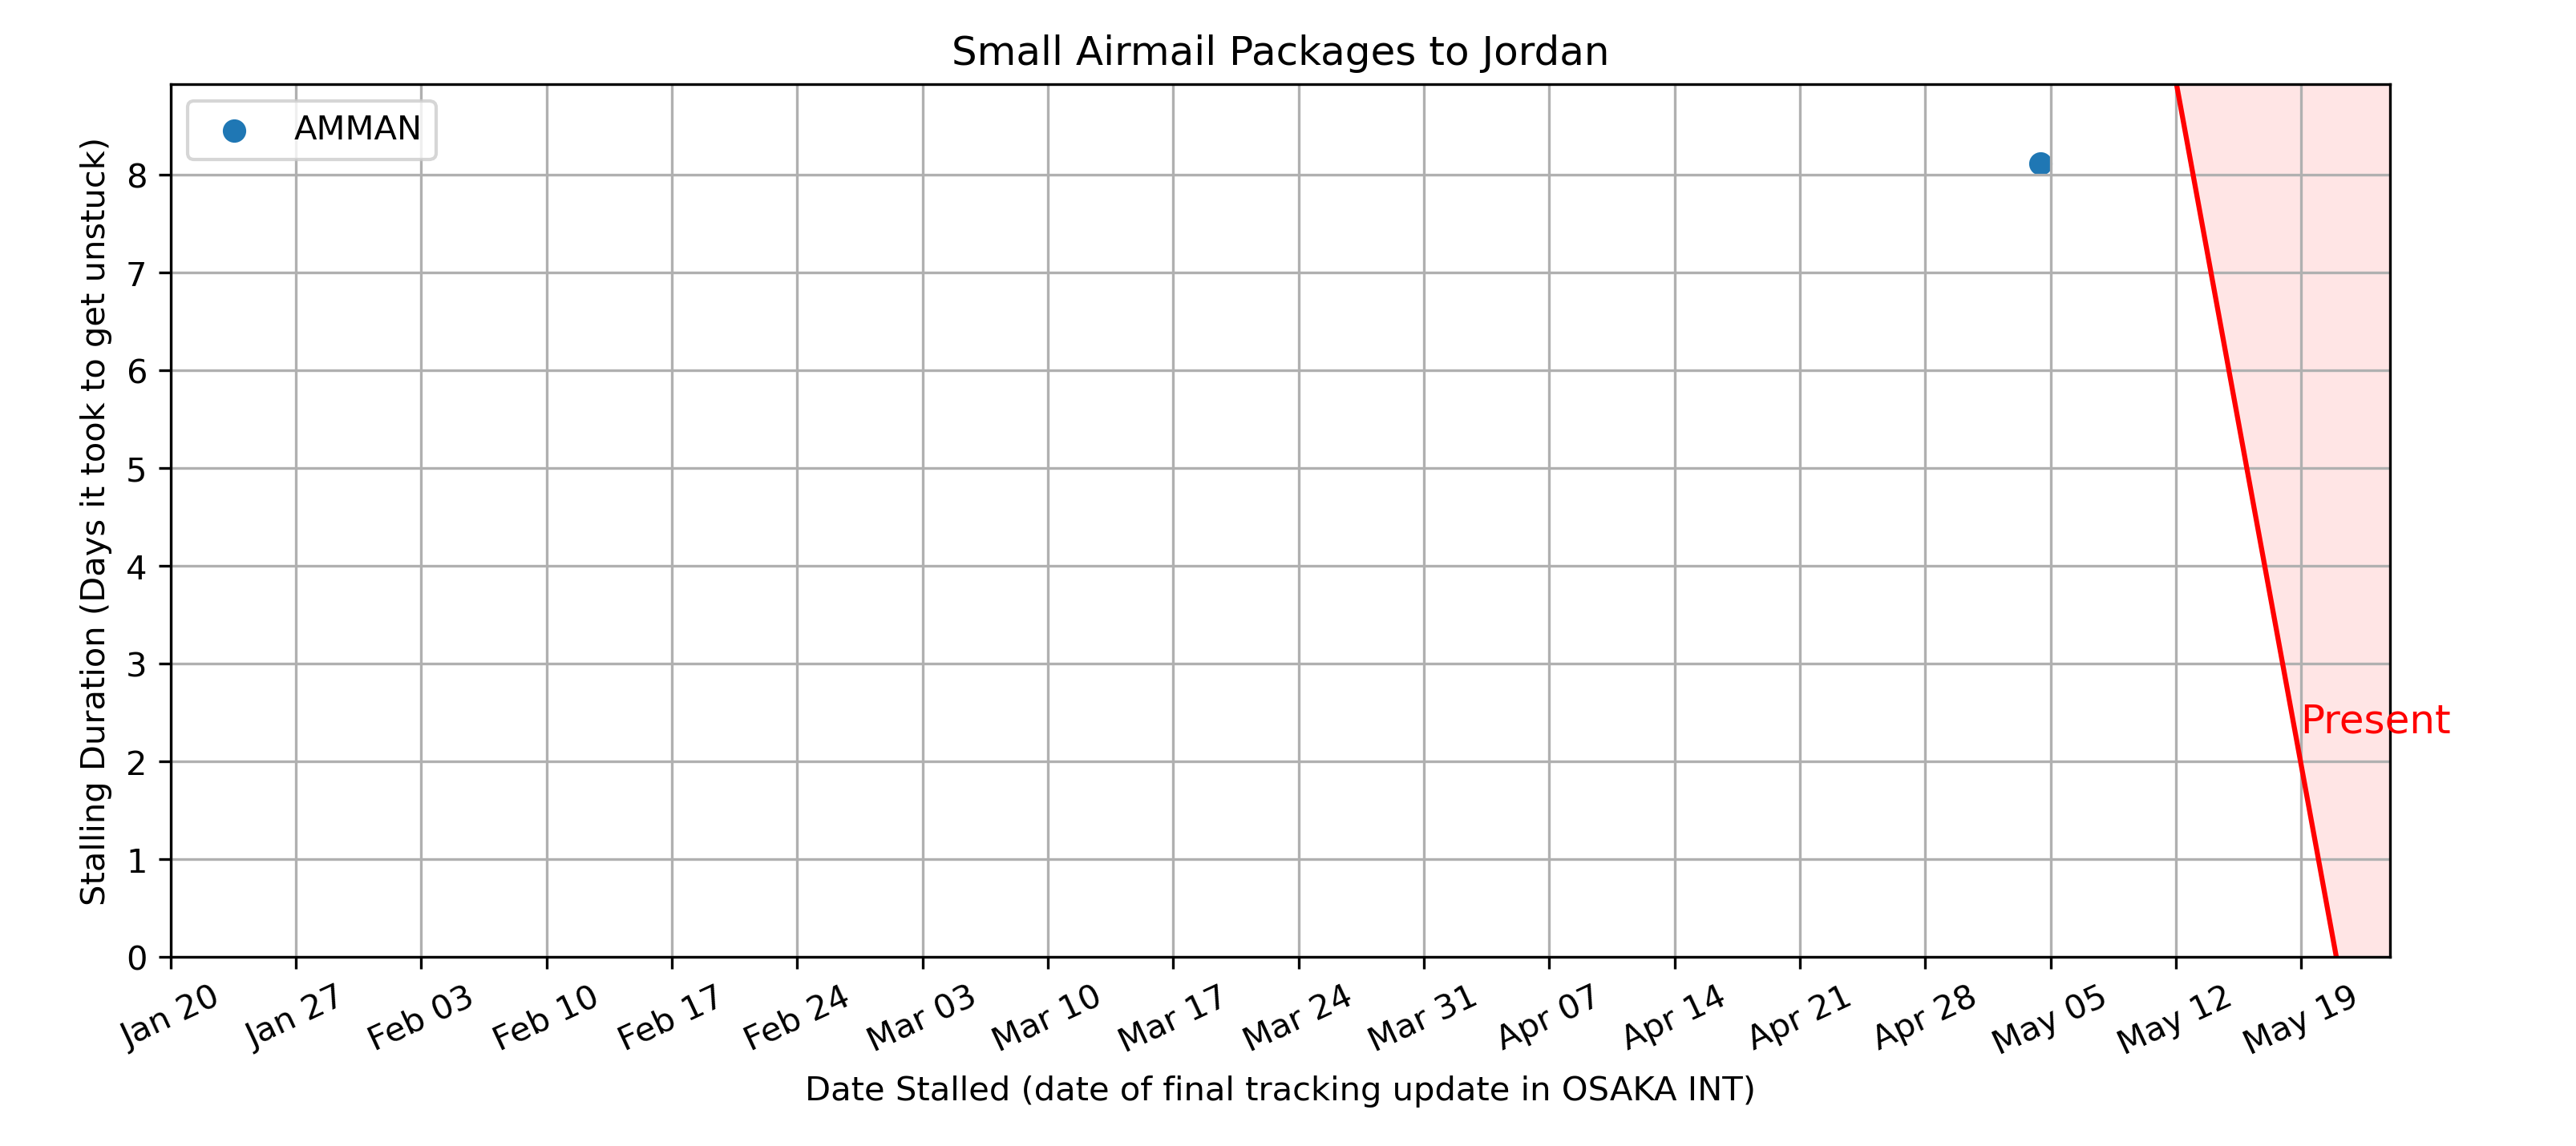 Small Airmail Packages to Jordan
AMMAN
Stalling Duration (Days it took to get unstuck)
8
7
6
5
4
3
2
1
0
Present
Jan 20
Jan 27
Feb 03
Feb 10
Feb 17
Feb 24
Mar 03
Mar 10
Mar 17
Mar 24
Mar 31
Apr 07
Apr 14
Apr 21
Apr 28
May 05
May 12
May 19
Date Stalled (date of final tracking update in OSAKA INT)